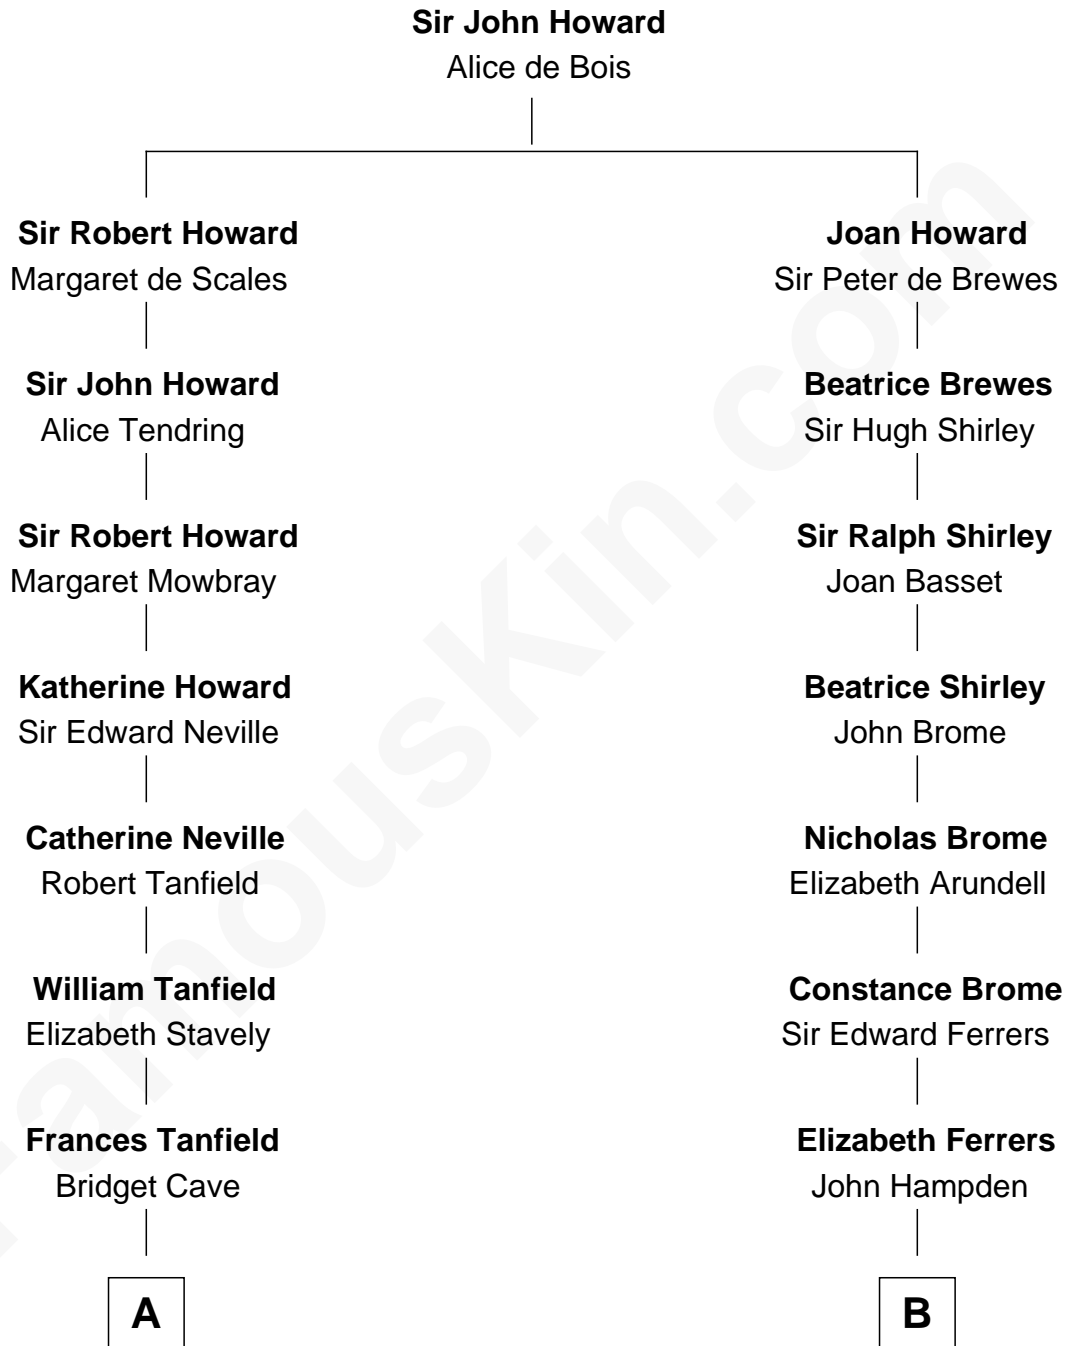 Sir John Howard
Alice de Bois
Sir Robert Howard
Margaret de Scales
Joan Howard
Sir Peter de Brewes
Sir John Howard
Alice Tendring
Beatrice Brewes
Sir Hugh Shirley
Sir Robert Howard
Margaret Mowbray
Sir Ralph Shirley
Joan Basset
Katherine Howard
Sir Edward Neville
Beatrice Shirley
John Brome
Catherine Neville
Robert Tanfield
Nicholas Brome
Elizabeth Arundell
William Tanfield
Elizabeth Stavely
Constance Brome
Sir Edward Ferrers
Frances Tanfield
Bridget Cave
Elizabeth Ferrers
John Hampden
A
B
FamousKin.com